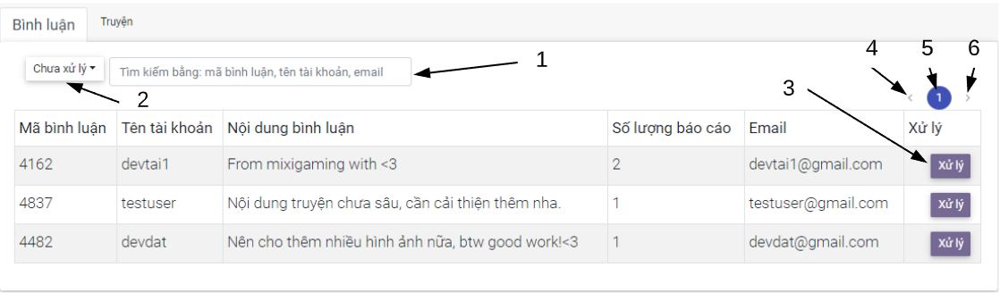 Bình luận Truyện
4 5 6
Chưa xử lý Tìm kiếm bằng: mã bình luận, tên tài khoản, email 1
2 3 < 1 >
Mã bình luận Tên tài khoản Nội dung bình luận Số lượng báo cáo Email Xử lý
4162 devtai1 From mixigaming with <3 2 devtai1@gmail.com Xử lý
4837 testuser Nội dung truyện chưa sâu, cần cải thiện thêm nha. 1 testuser@gmail.com Xử lý
4482 devdat Nên cho thêm nhiều hình ảnh nữa, btw good work!<3 1 devdat@gmail.com Xử lý